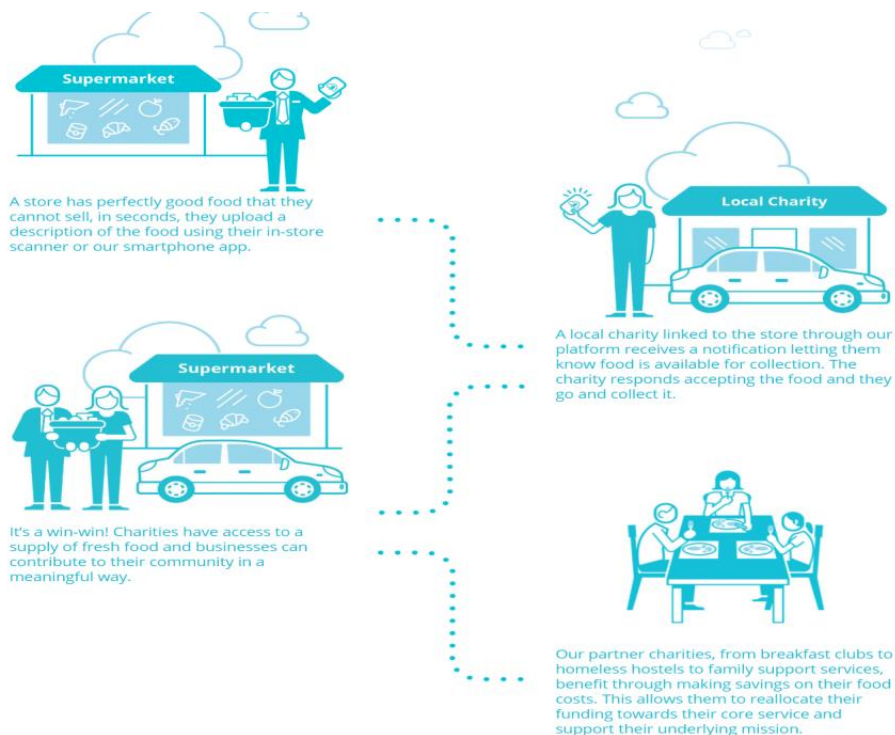 Supermarket
A store has perfectly good food that they
cannot sell, in seconds, they upload a
description of the food using their in-store
scanner or our smartphone app.
Local Charity
A local charity linked to the store through our
platform receives a notification letting them
know food is available for collection. The
charity responds accepting the food and they
go and collect it.
Supermarket
It's a win-win! Charities have access to a
supply of fresh food and businesses can
contribute to their community in a
meaningful way.
Our partner charities, from breakfast clubs to
homeless hostels to family support services,
benefit through making savings on their food
costs. This allows them to reallocate their
funding towards their core service and
support their underlying mission.